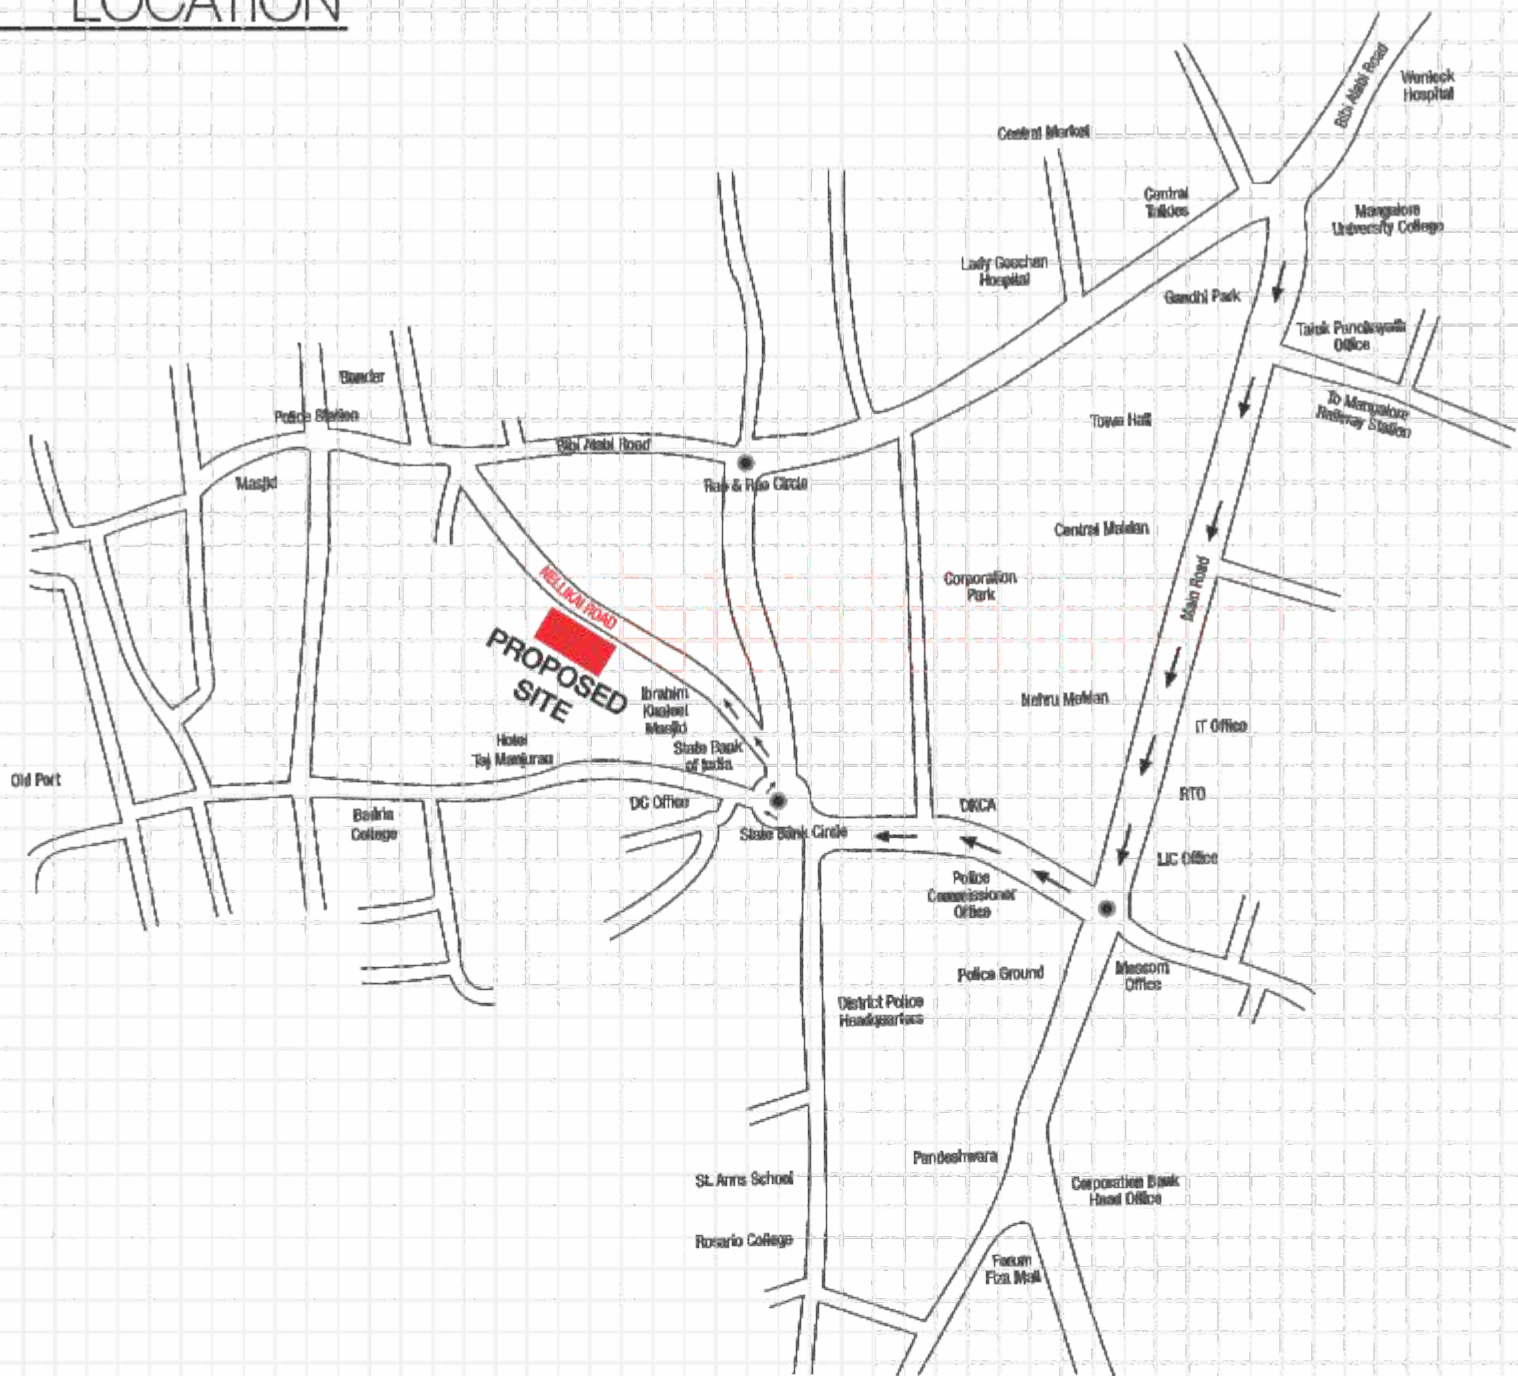 LOCATION
Bibi Alabi Road
Wenlock
Hospital
Central Market
Central
Talkies
Mangalore
University College
Lady Goschen
Hospital
Gandhi Park
Taluk Panchayath
Office
To Mangalore
Railway Station
Bunder
Police Station
Masjid
Bibi Alabi Road
Rao & Rao Circle
Town Hall
Central Maidan
Corporation
Park
Main Road
NELLIKAI ROAD
PROPOSED
SITE
Ibrahim
Khaleel
Masjid
Nehru Maidan
IT Office
Hotel
Taj Manjuran
State Bank
of India
Old Port
DC Office
RTO
Badria
College
State Bank Circle
DKCA
LIC Office
Police
Commissioner
Office
Police Ground
Mescom
Office
District Police
Headquarters
Pandeshwara
St. Anns School
Corporation Bank
Head Office
Rosario College
Forum
Fiza Mall